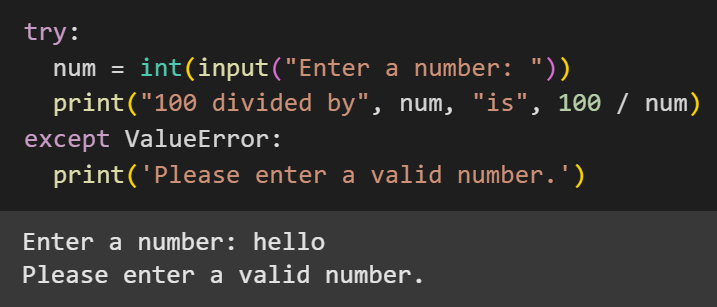 try:
  num = int(input("Enter a number: "))
  print("100 divided by", num, "is", 100 / num)
except ValueError:
  print('Please enter a valid number.')
Enter a number: hello
Please enter a valid number.